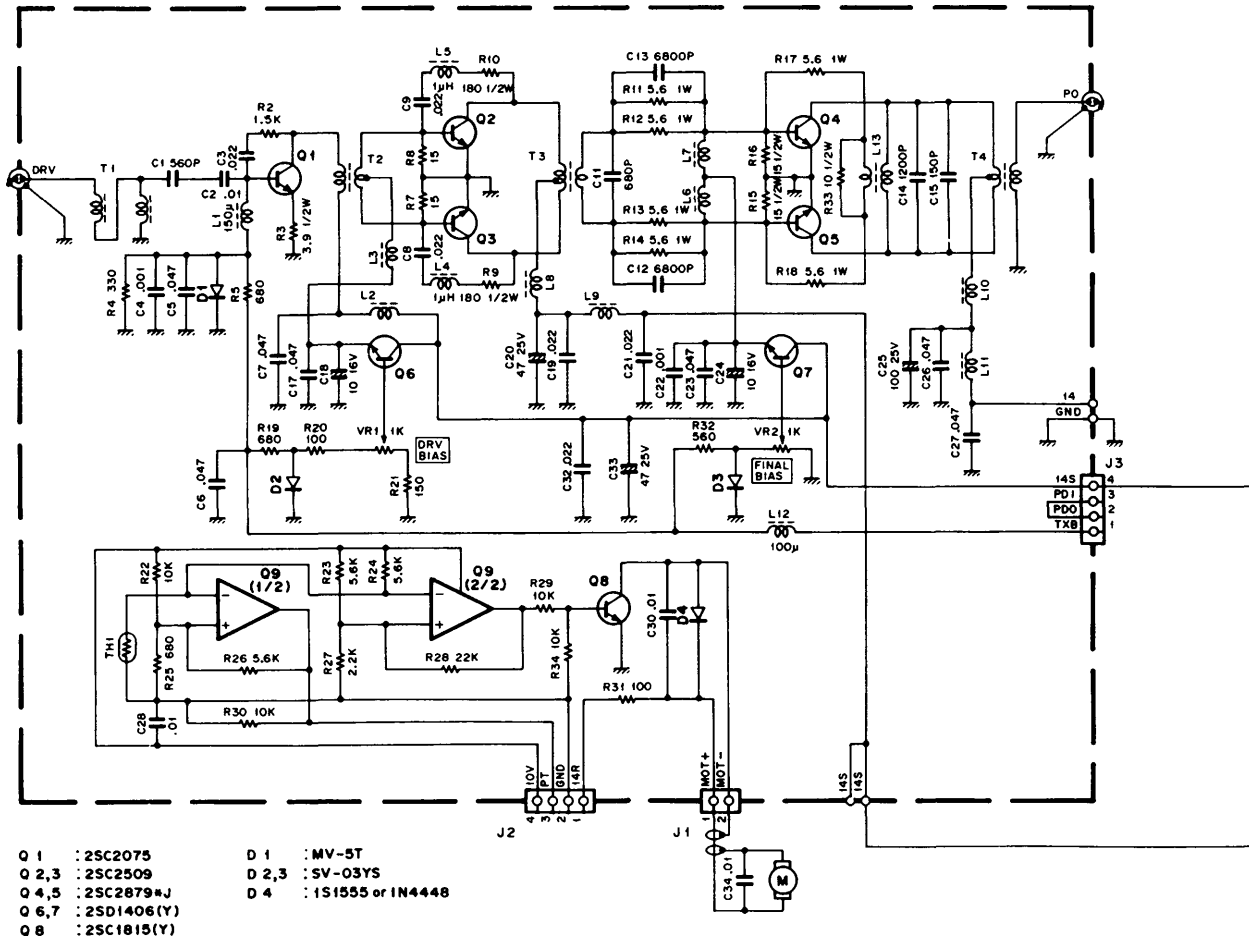 L5
R10
1µH 180 1/2W
C13 6800P
R17 5.6 1W
R11 5.6 1W
R12 5.6 1W
PO
C9
.022
R2
1.5K
C3
.022
Q1
Q2
Q4
DRV
T1
C1 560P
C2 .01
T2
R8
15
T3
C11
680P
L7
R16
15 1/2W
R33 10 1/2W
L13
C14 1200P
C15 150P
T4
L1
150µ
R3
3.9 1/2W
R7
15
L6
R15
15 1/2W
R13 5.6 1W
Q3
Q5
C8
.022
R14 5.6 1W
L3
L4
R9
1µH 180 1/2W
L8
C12 6800P
R18 5.6 1W
R4 330
C4 .001
C5 .047
D1
R5
680
L2
L9
L10
C7 .047
C17 .047
C18
10 16V
Q6
C20
47 25V
C19 .022
C21 .022
C22 .001
C23 .047
C24
10 16V
Q7
C25
100 25V
C26 .047
L11
14
GND
R19
680
R20
100
VR1 1K
DRV
BIAS
R32
560
VR2 1K
FINAL
BIAS
C27 .047
C6 .047
D2
R21
150
C32 .022
C33
47 25V
D3
J3
14S 4
PDI 3
PDO 2
TXB 1
L12
100µ
R22
10K
Q9
(1/2)
R23
5.6K
R24
5.6K
Q9
(2/2)
R29
10K
Q8
C30 .01
D4
−
+
−
+
TH1
R25 680
R26 5.6K
R27
2.2K
R28 22K
R34 10K
R31 100
C28
.01
R30 10K
10V
PT
GND
14R
MOT+
MOT−
14S
14S
4
3
2
1
1
2
J2
J1
C34 .01
M
Q 1 : 2SC2075
Q 2,3 : 2SC2509
Q 4,5 : 2SC2879*J
Q 6,7 : 2SD1406(Y)
Q 8 : 2SC1815(Y)
D 1 : MV-5T
D 2,3 : SV-03YS
D 4 : 1S1555 or 1N4448